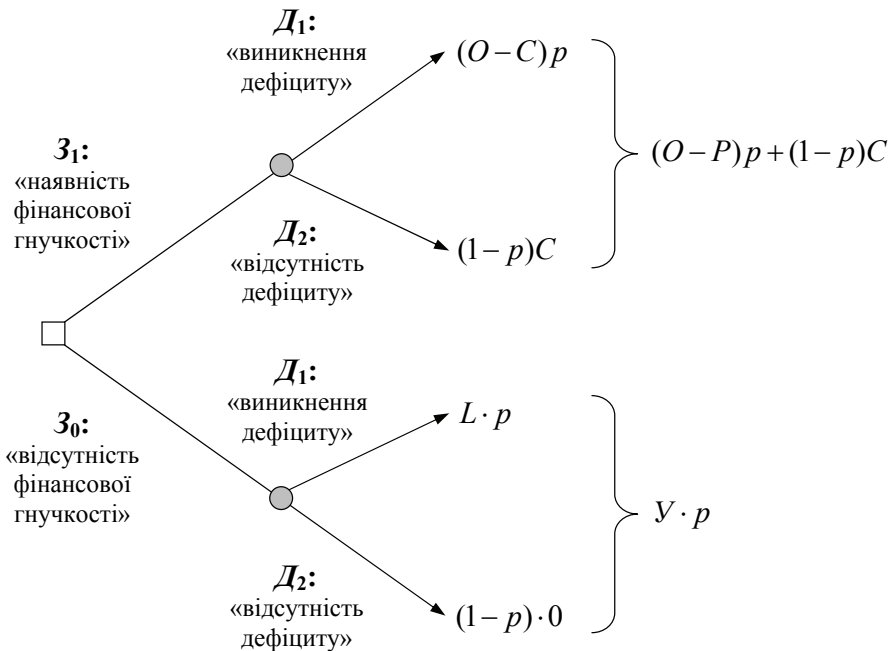 Д₁:
«виникнення
дефіциту»
(O – C) p
З₁:
«наявність
фінансової
гнучкості»
(O – P) p + (1 – p)C
Д₂:
«відсутність
дефіциту»
(1 – p)C
Д₁:
«виникнення
дефіциту»
L · p
З₀:
«відсутність
фінансової
гнучкості»
У · p
Д₂:
«відсутність
дефіциту»
(1 – p) · 0